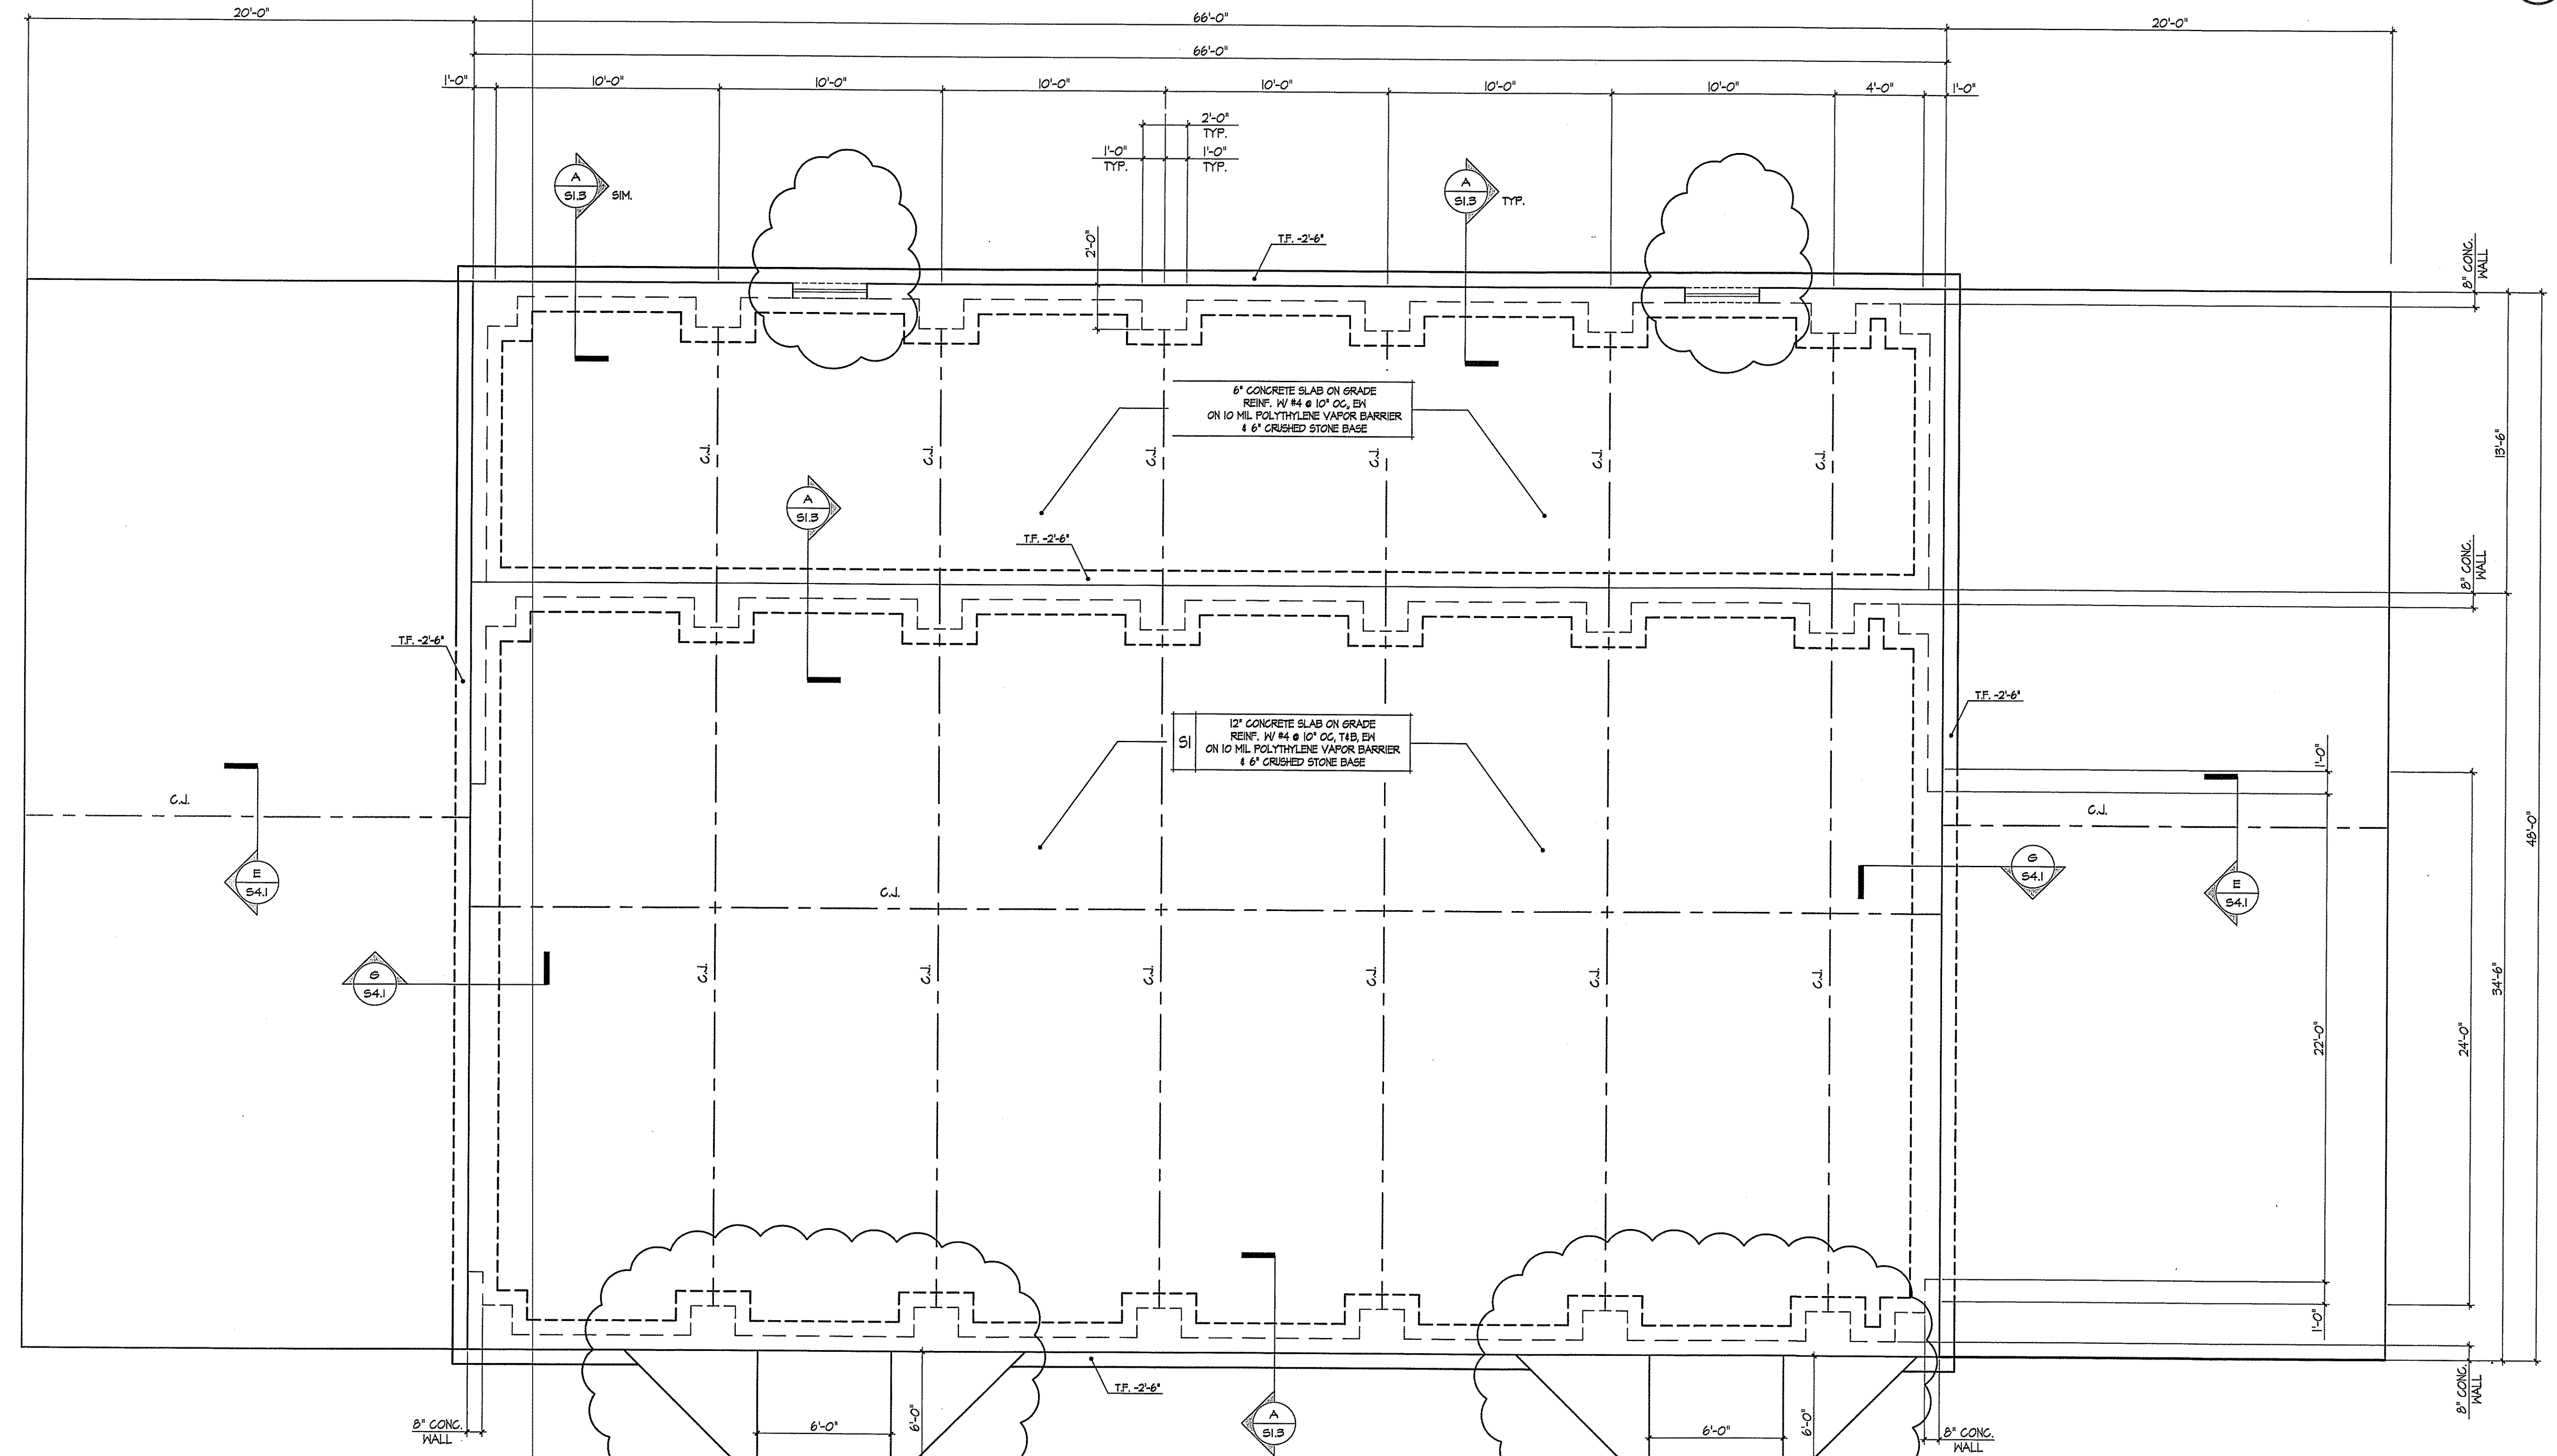 20'-0"
66'-0"
20'-0"
66'-0"
1'-0"
10'-0"
10'-0"
10'-0"
10'-0"
10'-0"
10'-0"
4'-0"
1'-0"
2'-0"
TYP.
1'-0"
TYP.
1'-0"
TYP.
A
S1.3
SIM.
A
S1.3
TYP.
2'-0"
T.F. -2'-6"
8" CONC.
WALL
6" CONCRETE SLAB ON GRADE
REINF. W/ #4 @ 10" OC, EW
ON 10 MIL POLYTHYLENE VAPOR BARRIER
& 6" CRUSHED STONE BASE
C.J.
C.J.
C.J.
C.J.
C.J.
C.J.
13'-6"
A
S1.3
T.F. -2'-6"
8" CONC.
WALL
T.F. -2'-6"
T.F. -2'-6"
S1
12" CONCRETE SLAB ON GRADE
REINF. W/ #4 @ 10" OC, T&B, EW
ON 10 MIL POLYTHYLENE VAPOR BARRIER
& 6" CRUSHED STONE BASE
1'-0"
C.J.
C.J.
48'-0"
E
S4.1
G
S4.1
E
S4.1
C.J.
G
S4.1
C.J.
C.J.
C.J.
C.J.
C.J.
C.J.
34'-6"
22'-0"
24'-0"
1'-0"
T.F. -2'-6"
8" CONC.
WALL
8" CONC.
WALL
6'-0"
6'-0"
A
S1.3
6'-0"
6'-0"
8" CONC.
WALL